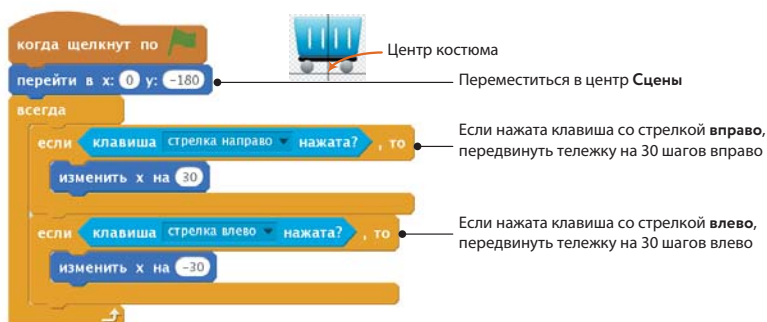 когда щелкнут по
Центр костюма
перейти в x: 0 y: -180
Переместиться в центр Сцены
всегда
если клавиша стрелка направо нажата? , то
Если нажата клавиша со стрелкой вправо,
передвинуть тележку на 30 шагов вправо
изменить x на 30
если клавиша стрелка влево нажата? , то
Если нажата клавиша со стрелкой влево,
передвинуть тележку на 30 шагов влево
изменить x на -30